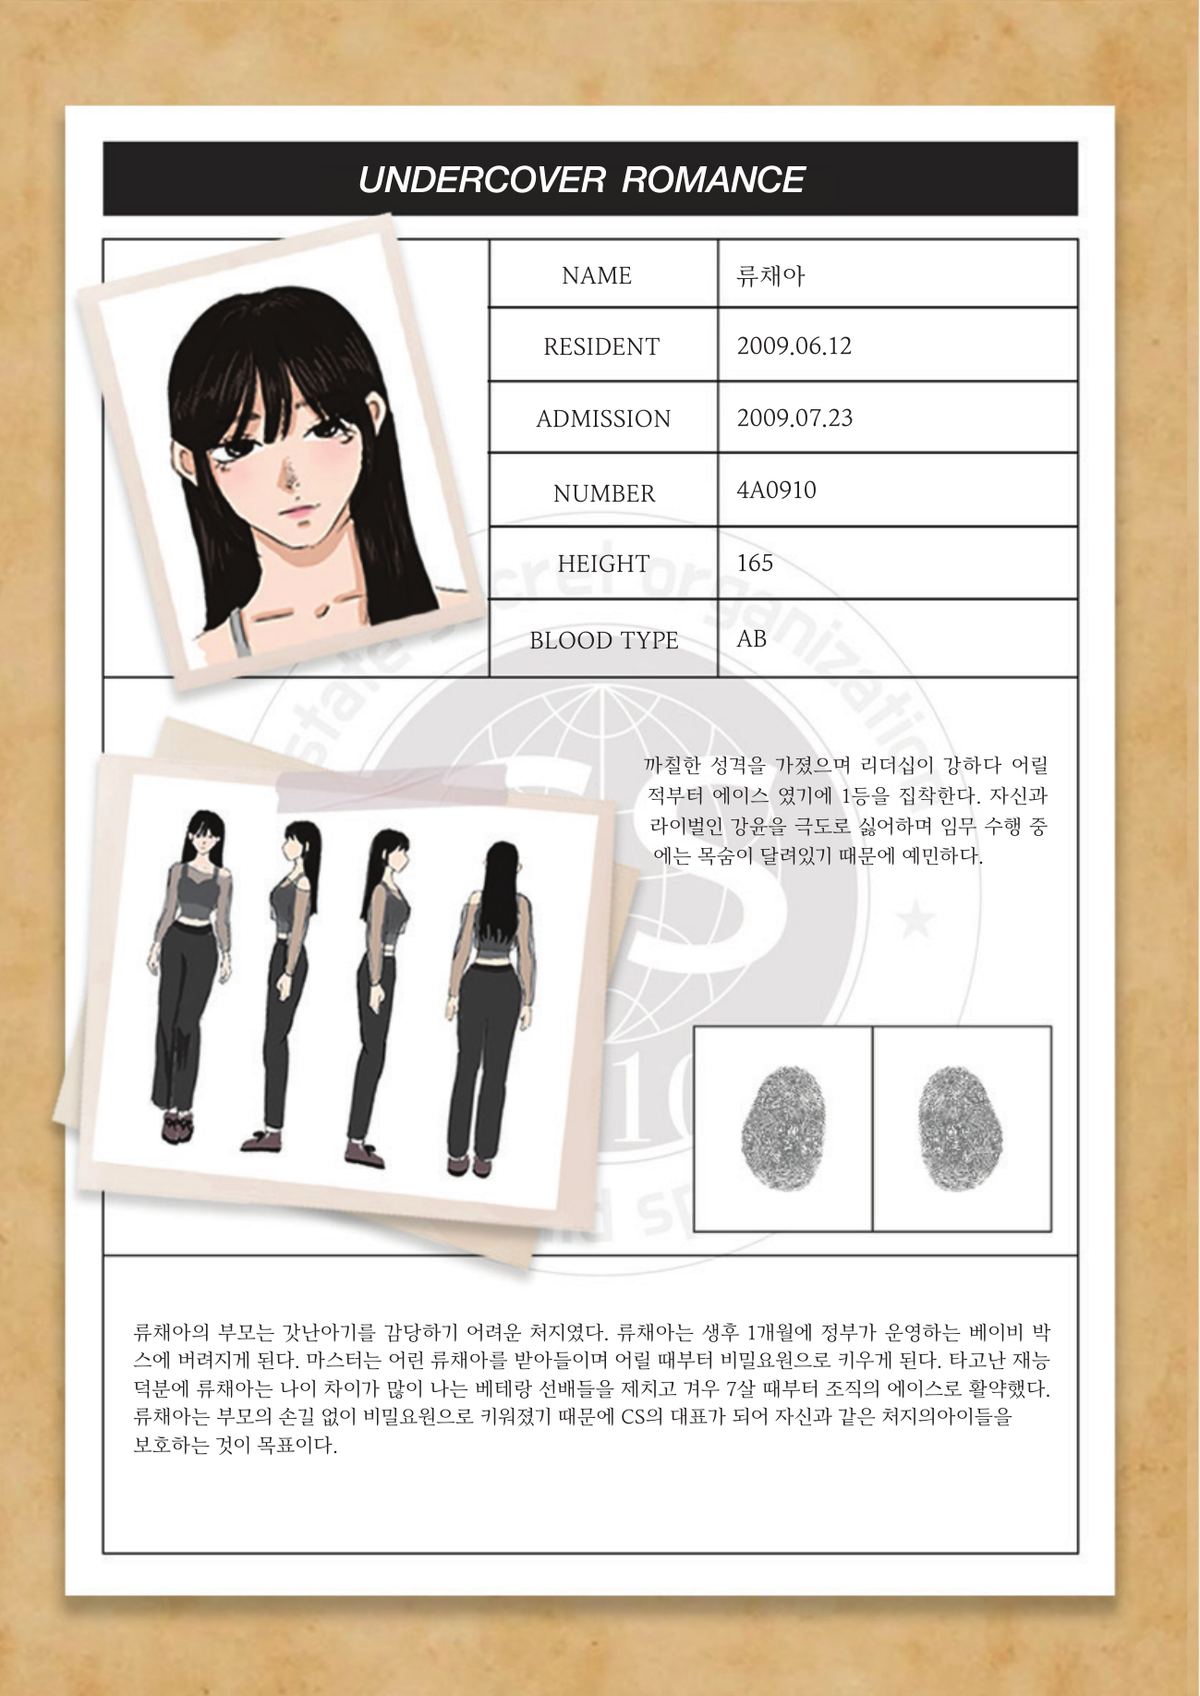 UNDERCOVER ROMANCE
NAME 류채아
RESIDENT 2009.06.12
ADMISSION 2009.07.23
NUMBER 4A0910
HEIGHT 165
BLOOD TYPE AB
organization
까칠한 성격을 가졌으며 리더십이 강하다 어릴
적부터 에이스 였기에 1등을 집착한다. 자신과
라이벌인 강윤을 극도로 싫어하며 임무 수행 중
에는 목숨이 달려있기 때문에 예민하다.
S
류채아의 부모는 갓난아기를 감당하기 어려운 처지였다. 류채아는 생후 1개월에 정부가 운영하는 베이비 박
스에 버려지게 된다. 마스터는 어린 류채아를 받아들이며 어릴 때부터 비밀요원으로 키우게 된다. 타고난 재능
덕분에 류채아는 나이 차이가 많이 나는 베테랑 선배들을 제치고 겨우 7살 때부터 조직의 에이스로 활약했다.
류채아는 부모의 손길 없이 비밀요원으로 키워졌기 때문에 CS의 대표가 되어 자신과 같은 처지의아이들을
보호하는 것이 목표이다.